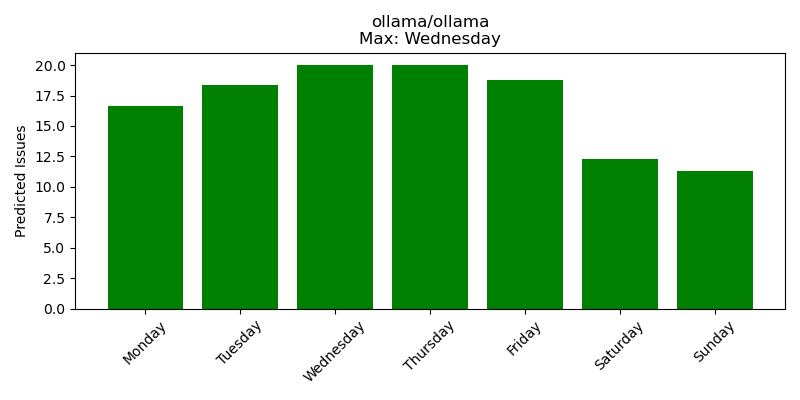 ollama/ollama
Max: Wednesday
Predicted Issues
20.0
17.5
15.0
12.5
10.0
7.5
5.0
2.5
0.0
Monday
Tuesday
Wednesday
Thursday
Friday
Saturday
Sunday